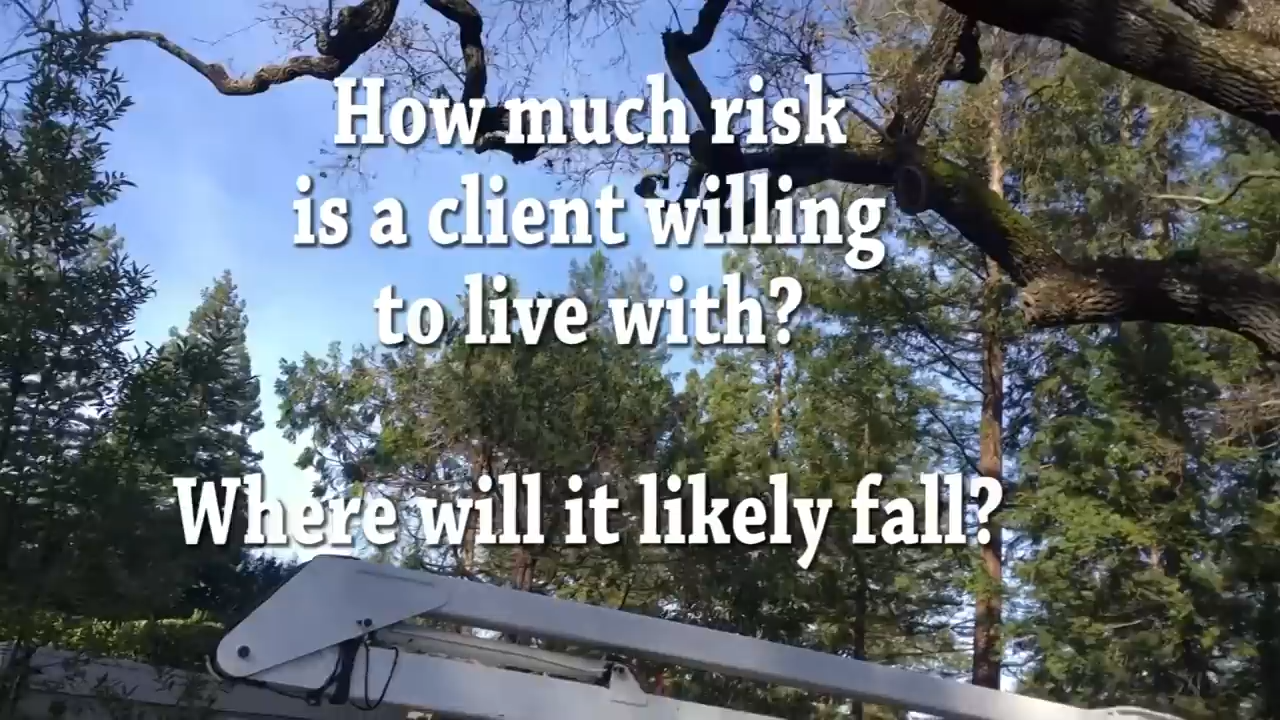 How much risk
is a client willing
to live with?
Where will it likely fall?